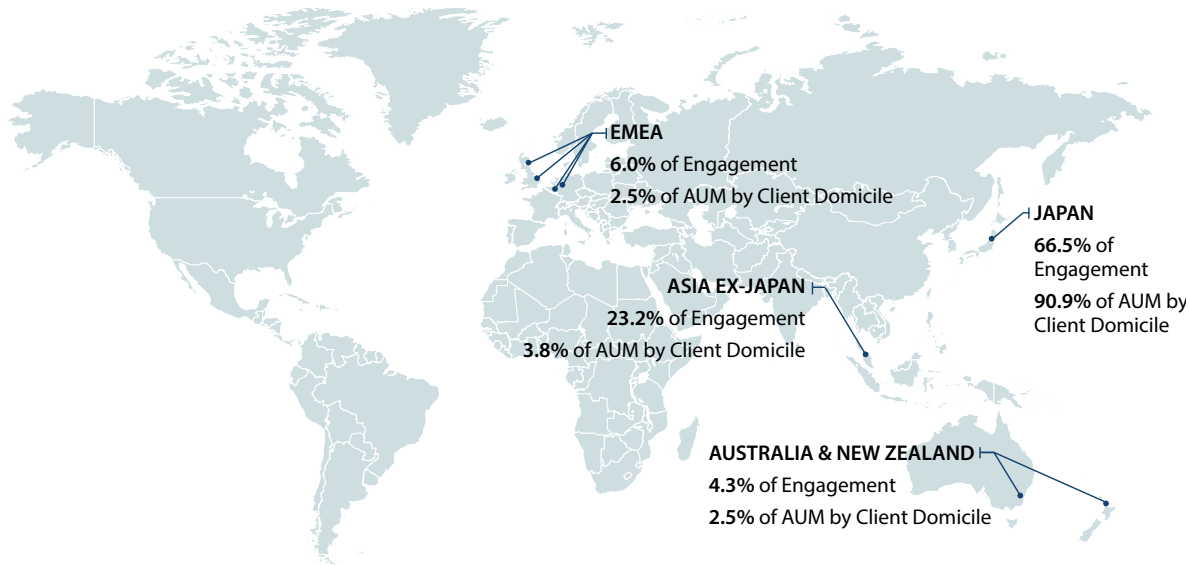 EMEA
6.0% of Engagement
2.5% of AUM by Client Domicile
JAPAN
66.5% of
Engagement
90.9% of AUM by
Client Domicile
ASIA EX-JAPAN
23.2% of Engagement
3.8% of AUM by Client Domicile
AUSTRALIA & NEW ZEALAND
4.3% of Engagement
2.5% of AUM by Client Domicile